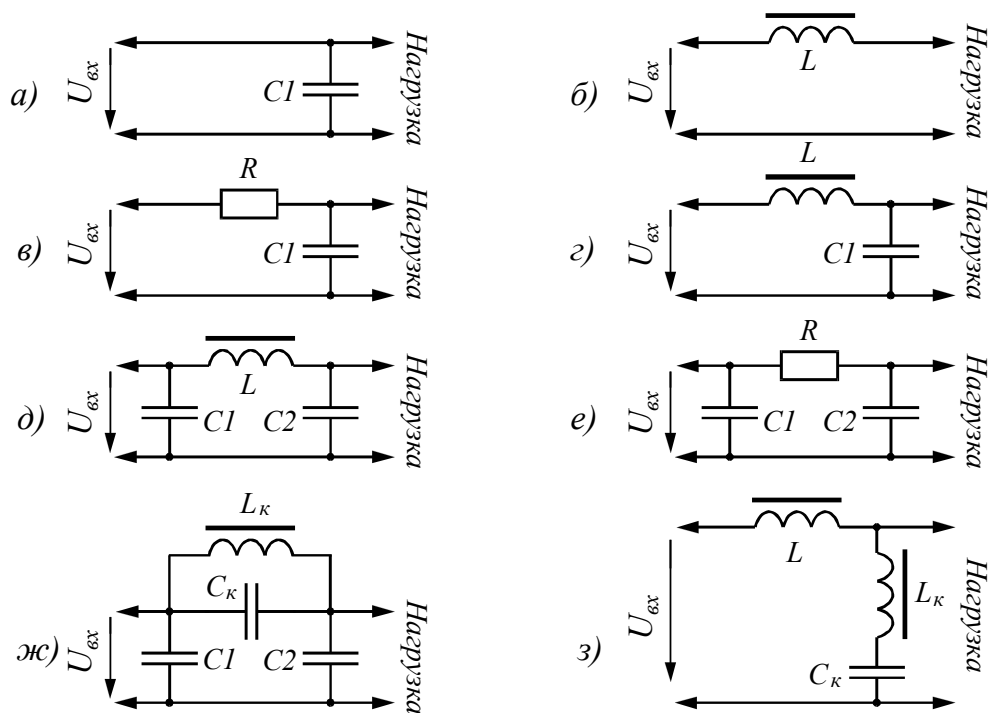 а)
U вх
C1
Нагрузка
б)
U вх
L
Нагрузка
в)
U вх
R
C1
Нагрузка
г)
U вх
L
C1
Нагрузка
д)
U вх
L
C1
C2
Нагрузка
е)
U вх
R
C1
C2
Нагрузка
ж)
U вх
L к
C к
C1
C2
Нагрузка
з)
U вх
L
L к
C к
Нагрузка